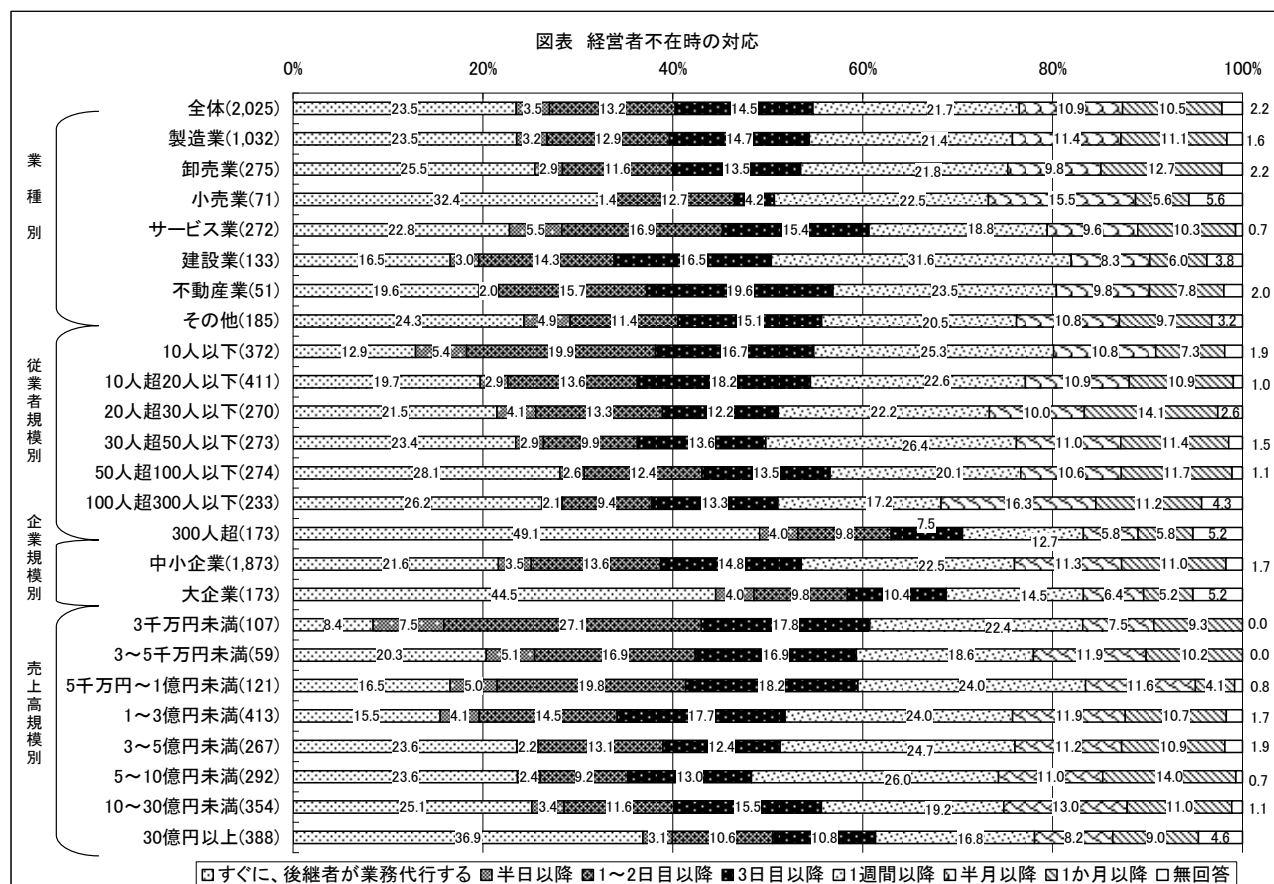 図表 経営者不在時の対応
0% 20% 40% 60% 80% 100%
業種別
全体(2,025) 23.5 3.5 13.2 14.5 21.7 10.9 10.5 2.2
製造業(1,032) 23.5 3.2 12.9 14.7 21.4 11.4 11.1 1.6
卸売業(275) 25.5 2.9 11.6 13.5 21.8 9.8 12.7 2.2
小売業(71) 32.4 1.4 12.7 4.2 22.5 15.5 5.6 5.6
サービス業(272) 22.8 5.5 16.9 15.4 18.8 9.6 10.3 0.7
建設業(133) 16.5 3.0 14.3 16.5 31.6 8.3 6.0 3.8
不動産業(51) 19.6 2.0 15.7 19.6 23.5 9.8 7.8 2.0
その他(185) 24.3 4.9 11.4 15.1 20.5 10.8 9.7 3.2
従業者規模別
10人以下(372) 12.9 5.4 19.9 16.7 25.3 10.8 7.3 1.9
10人超20人以下(411) 19.7 2.9 13.6 18.2 22.6 10.9 10.9 1.0
20人超30人以下(270) 21.5 4.1 13.3 12.2 22.2 10.0 14.1 2.6
30人超50人以下(273) 23.4 2.9 9.9 13.6 26.4 11.0 11.4 1.5
50人超100人以下(274) 28.1 2.6 12.4 13.5 20.1 10.6 11.7 1.1
100人超300人以下(233) 26.2 2.1 9.4 13.3 17.2 16.3 11.2 4.3
300人超(173) 49.1 4.0 9.8 7.5 12.7 5.8 5.8 5.2
企業規模別
中小企業(1,873) 21.6 3.5 13.6 14.8 22.5 11.3 11.0 1.7
大企業(173) 44.5 4.0 9.8 10.4 14.5 6.4 5.2 5.2
売上高規模別
3千万円未満(107) 8.4 7.5 27.1 17.8 22.4 7.5 9.3 0.0
3～5千万円未満(59) 20.3 5.1 16.9 16.9 18.6 11.9 10.2 0.0
5千万円～1億円未満(121) 16.5 5.0 19.8 18.2 24.0 11.6 4.1 0.8
1～3億円未満(413) 15.5 4.1 14.5 17.7 24.0 11.9 10.7 1.7
3～5億円未満(267) 23.6 2.2 13.1 12.4 24.7 11.2 10.9 1.9
5～10億円未満(292) 23.6 2.4 9.2 13.0 26.0 11.0 14.0 0.7
10～30億円未満(354) 25.1 3.4 11.6 15.5 19.2 13.0 11.0 1.1
30億円以上(388) 36.9 3.1 10.6 10.8 16.8 8.2 9.0 4.6
すぐに、後継者が業務代行する 半日以降 1～2日目以降 3日目以降 1週間以降 半月以降 1か月以降 無回答